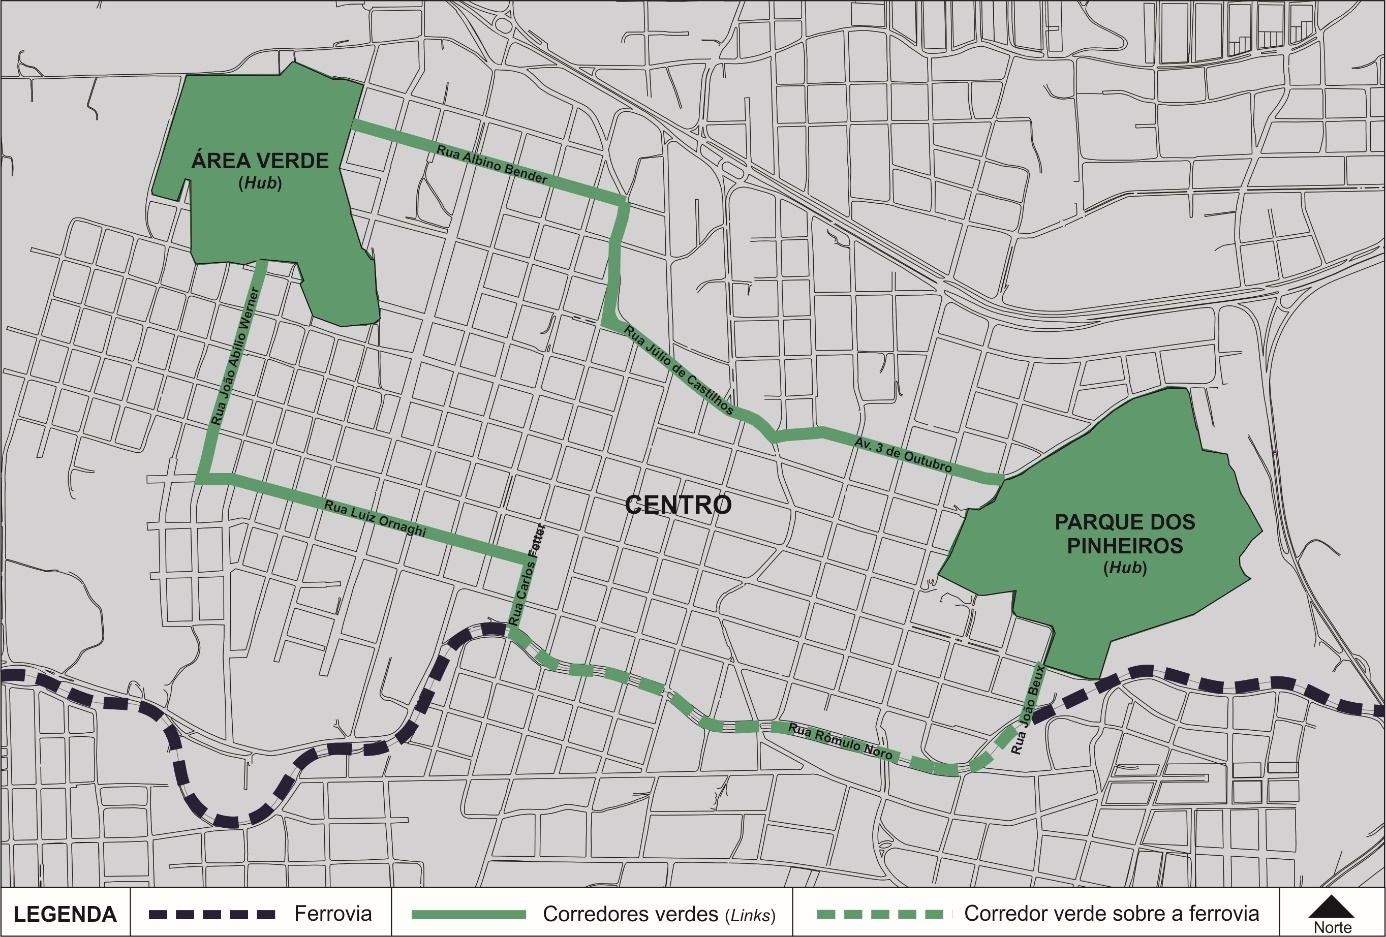 ÁREA VERDE
(Hub)
Rua Albino Bender
Rua João Abílio Werner
Rua Júlio de Castilhos
Av. 3 de Outubro
CENTRO
Rua Luiz Ornaghi
Rua Carlos Fetter
PARQUE DOS
PINHEIROS
(Hub)
Rua João Beux
Rua Rômulo Noro
LEGENDA
Ferrovia
Corredores verdes (Links)
Corredor verde sobre a ferrovia
Norte